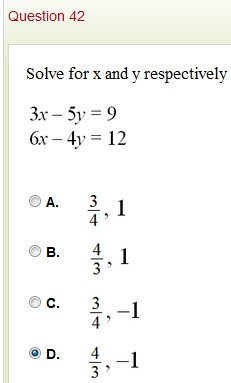 Question 42
Solve for x and y respectively
3x – 5y = 9
6x – 4y = 12
A. 3/4, 1
B. 4/3, 1
C. 3/4, –1
D. 4/3, –1